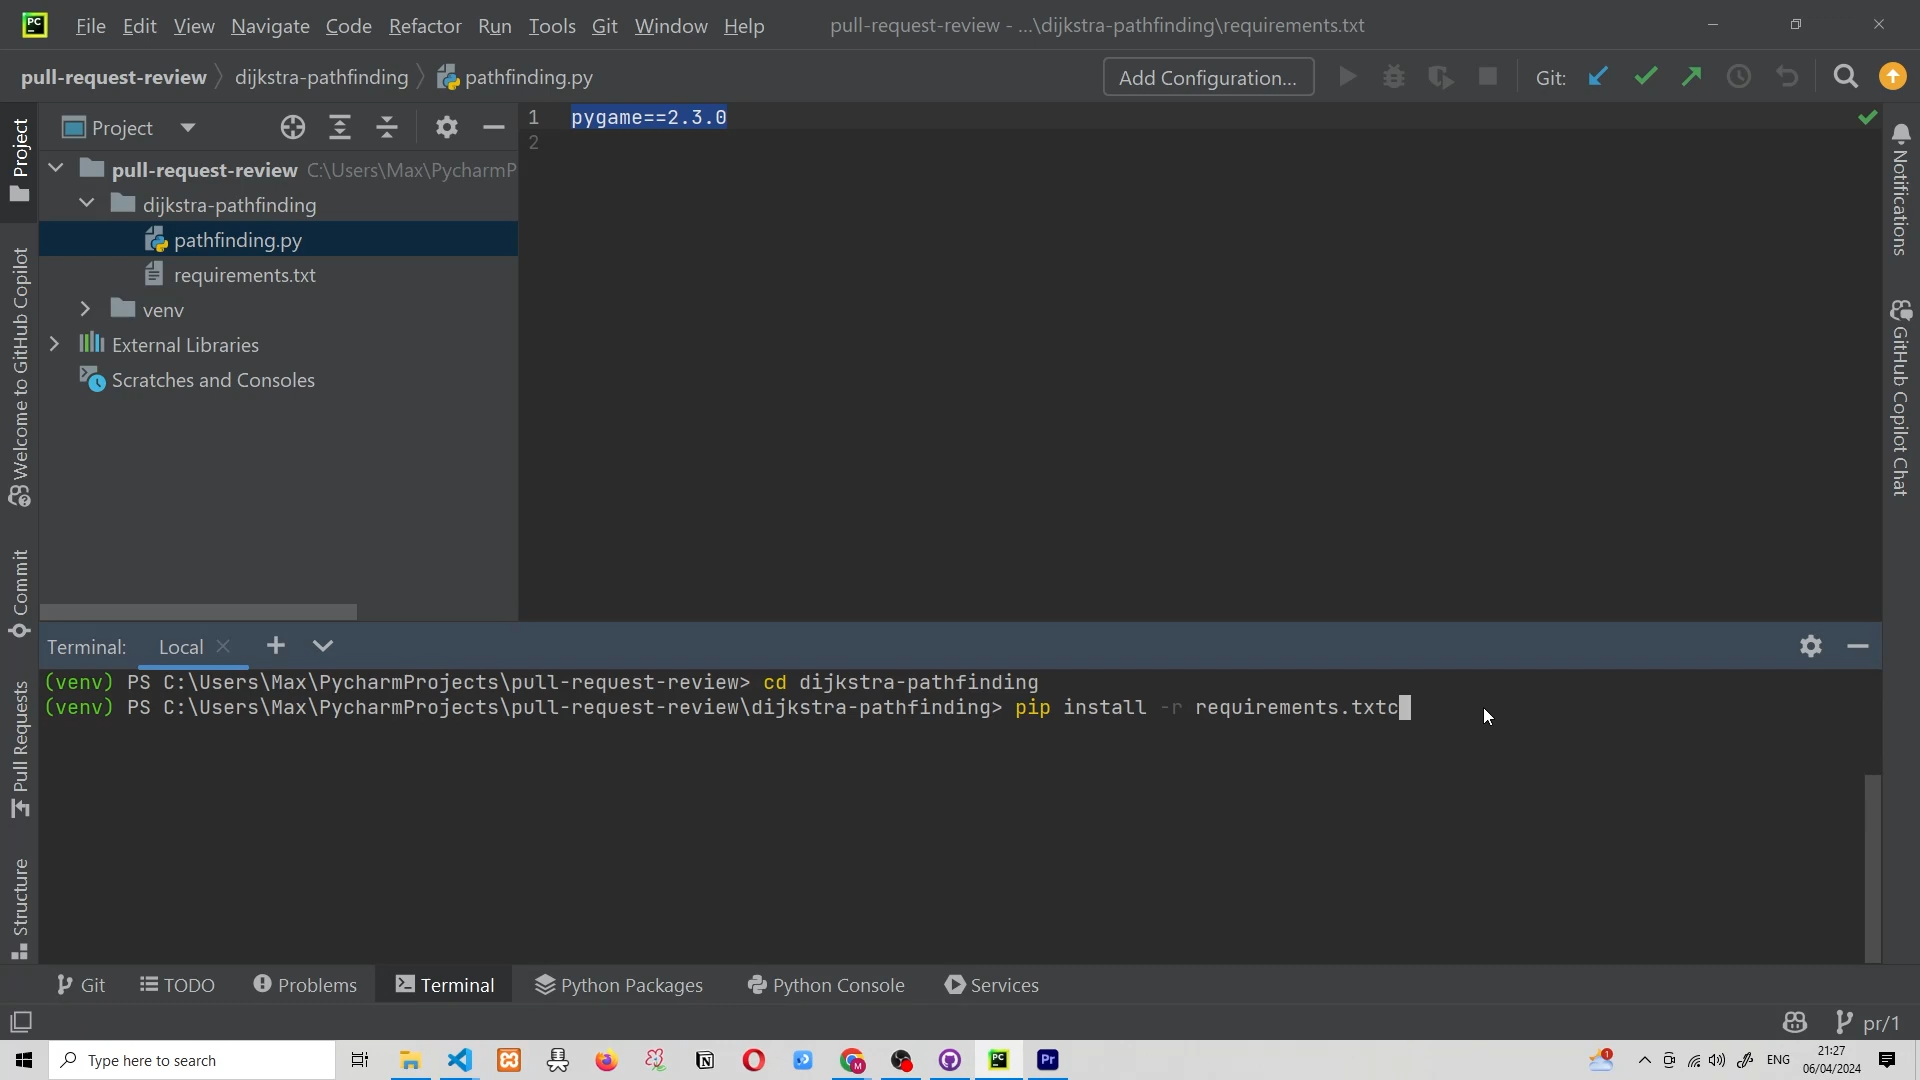 PC File Edit View Navigate Code Refactor Run Tools Git Window Help pull-request-review - ...\dijkstra-pathfinding\requirements.txt
pull-request-review dijkstra-pathfinding pathfinding.py Add Configuration... Git:
Project
1 pygame==2.3.0
2
pull-request-review C:\Users\Max\PycharmP
dijkstra-pathfinding
pathfinding.py
requirements.txt
venv
External Libraries
Scratches and Consoles
Project
Welcome to GitHub Copilot
Commit
Pull Requests
Structure
Notifications
GitHub Copilot Chat
Terminal: Local
(venv) PS C:\Users\Max\PycharmProjects\pull-request-review> cd dijkstra-pathfinding
(venv) PS C:\Users\Max\PycharmProjects\pull-request-review\dijkstra-pathfinding> pip install -r requirements.txtc
Git TODO Problems Terminal Python Packages Python Console Services
pr/1
Type here to search M PC Pr 1 ENG 21:27
06/04/2024